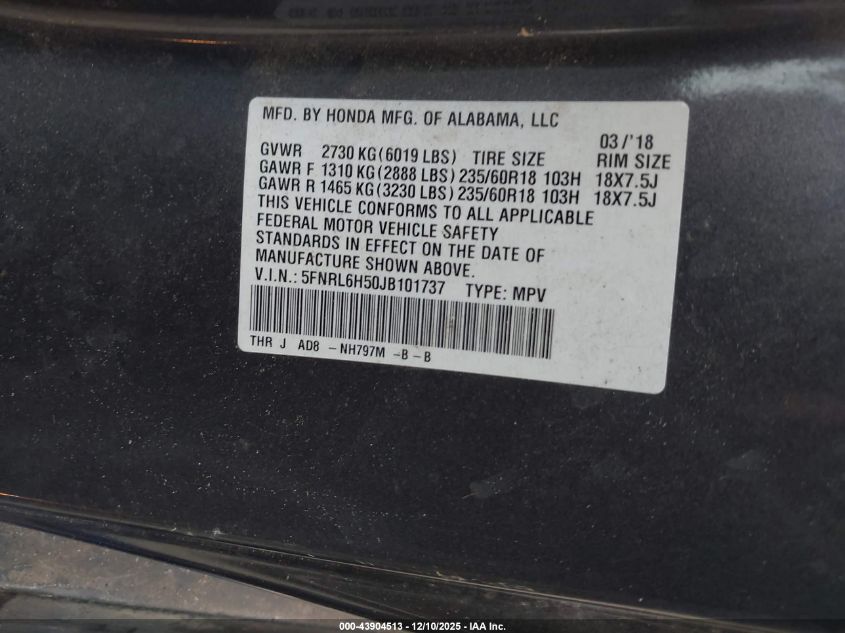 MFD. BY HONDA MFG. OF ALABAMA, LLC
03/'18
GVWR 2730 KG(6019 LBS) TIRE SIZE RIM SIZE
GAWR F 1310 KG(2888 LBS)235/60R18 103H 18X7.5J
GAWR R 1465 KG(3230 LBS)235/60R18 103H 18X7.5J
THIS VEHICLE CONFORMS TO ALL APPLICABLE
FEDERAL MOTOR VEHICLE SAFETY
STANDARDS IN EFFECT ON THE DATE OF
MANUFACTURE SHOWN ABOVE.
V.I.N.: 5FNRL6H50JB101737 TYPE: MPV
THR J AD8 -NH797M -B-B
000-43904513 - 12/10/2025 - IAA Inc.